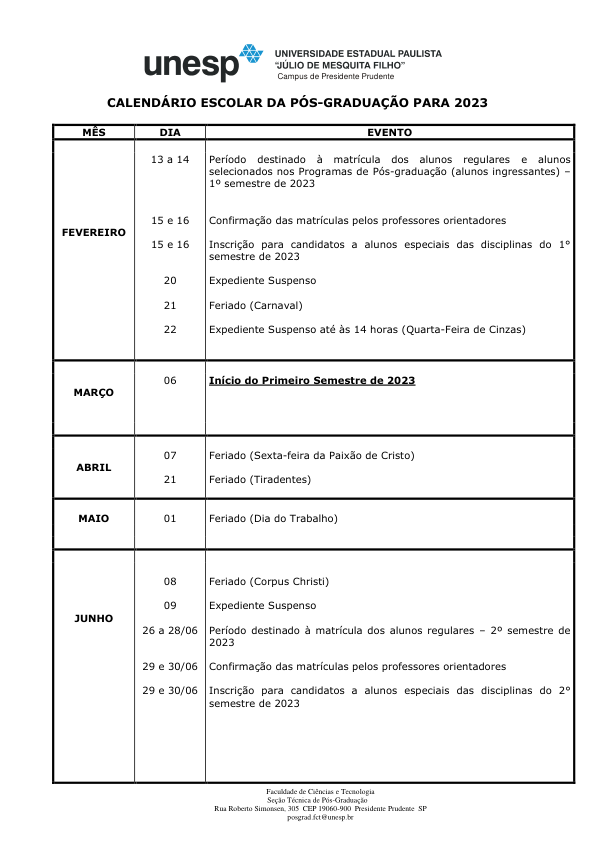 unesp
UNIVERSIDADE ESTADUAL PAULISTA
"JÚLIO DE MESQUITA FILHO"
Campus de Presidente Prudente
CALENDÁRIO ESCOLAR DA PÓS-GRADUAÇÃO PARA 2023
MÊS DIA EVENTO
FEVEREIRO
13 a 14 Período destinado à matrícula dos alunos regulares e alunos
selecionados nos Programas de Pós-graduação (alunos ingressantes) –
1º semestre de 2023
15 e 16 Confirmação das matrículas pelos professores orientadores
15 e 16 Inscrição para candidatos a alunos especiais das disciplinas do 1°
semestre de 2023
20 Expediente Suspenso
21 Feriado (Carnaval)
22 Expediente Suspenso até às 14 horas (Quarta-Feira de Cinzas)
MARÇO
06 Início do Primeiro Semestre de 2023
ABRIL
07 Feriado (Sexta-feira da Paixão de Cristo)
21 Feriado (Tiradentes)
MAIO
01 Feriado (Dia do Trabalho)
JUNHO
08 Feriado (Corpus Christi)
09 Expediente Suspenso
26 a 28/06 Período destinado à matrícula dos alunos regulares – 2º semestre de
2023
29 e 30/06 Confirmação das matrículas pelos professores orientadores
29 e 30/06 Inscrição para candidatos a alunos especiais das disciplinas do 2°
semestre de 2023
Faculdade de Ciências e Tecnologia
Seção Técnica de Pós-Graduação
Rua Roberto Simonsen, 305 CEP 19060-900 Presidente Prudente SP
posgrad.fct@unesp.br